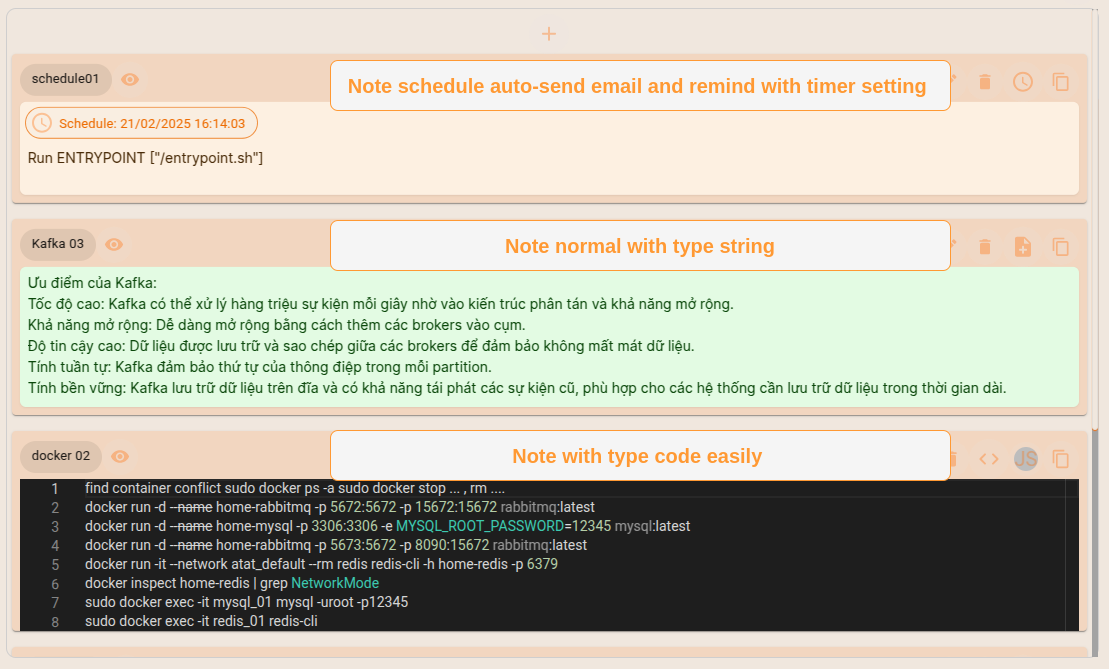 +
schedule01
Note schedule auto-send email and remind with timer setting
Schedule: 21/02/2025 16:14:03
Run ENTRYPOINT ["/entrypoint.sh"]
Kafka 03
Note normal with type string
Ưu điểm của Kafka:
Tốc độ cao: Kafka có thể xử lý hàng triệu sự kiện mỗi giây nhờ vào kiến trúc phân tán và khả năng mở rộng.
Khả năng mở rộng: Dễ dàng mở rộng bằng cách thêm các brokers vào cụm.
Độ tin cậy cao: Dữ liệu được lưu trữ và sao chép giữa các brokers để đảm bảo không mất mát dữ liệu.
Tính tuần tự: Kafka đảm bảo thứ tự của thông điệp trong mỗi partition.
Tính bền vững: Kafka lưu trữ dữ liệu trên đĩa và có khả năng tái phát các sự kiện cũ, phù hợp cho các hệ thống cần lưu trữ dữ liệu trong thời gian dài.
docker 02
Note with type code easily
<> JS
1 find container conflict sudo docker ps -a sudo docker stop ... , rm ....
2 docker run -d --name home-rabbitmq -p 5672:5672 -p 15672:15672 rabbitmq:latest
3 docker run -d --name home-mysql -p 3306:3306 -e MYSQL_ROOT_PASSWORD=12345 mysql:latest
4 docker run -d --name home-rabbitmq -p 5673:5672 -p 8090:15672 rabbitmq:latest
5 docker run -it --network atat_default --rm redis redis-cli -h home-redis -p 6379
6 docker inspect home-redis | grep NetworkMode
7 sudo docker exec -it mysql_01 mysql -uroot -p12345
8 sudo docker exec -it redis_01 redis-cli